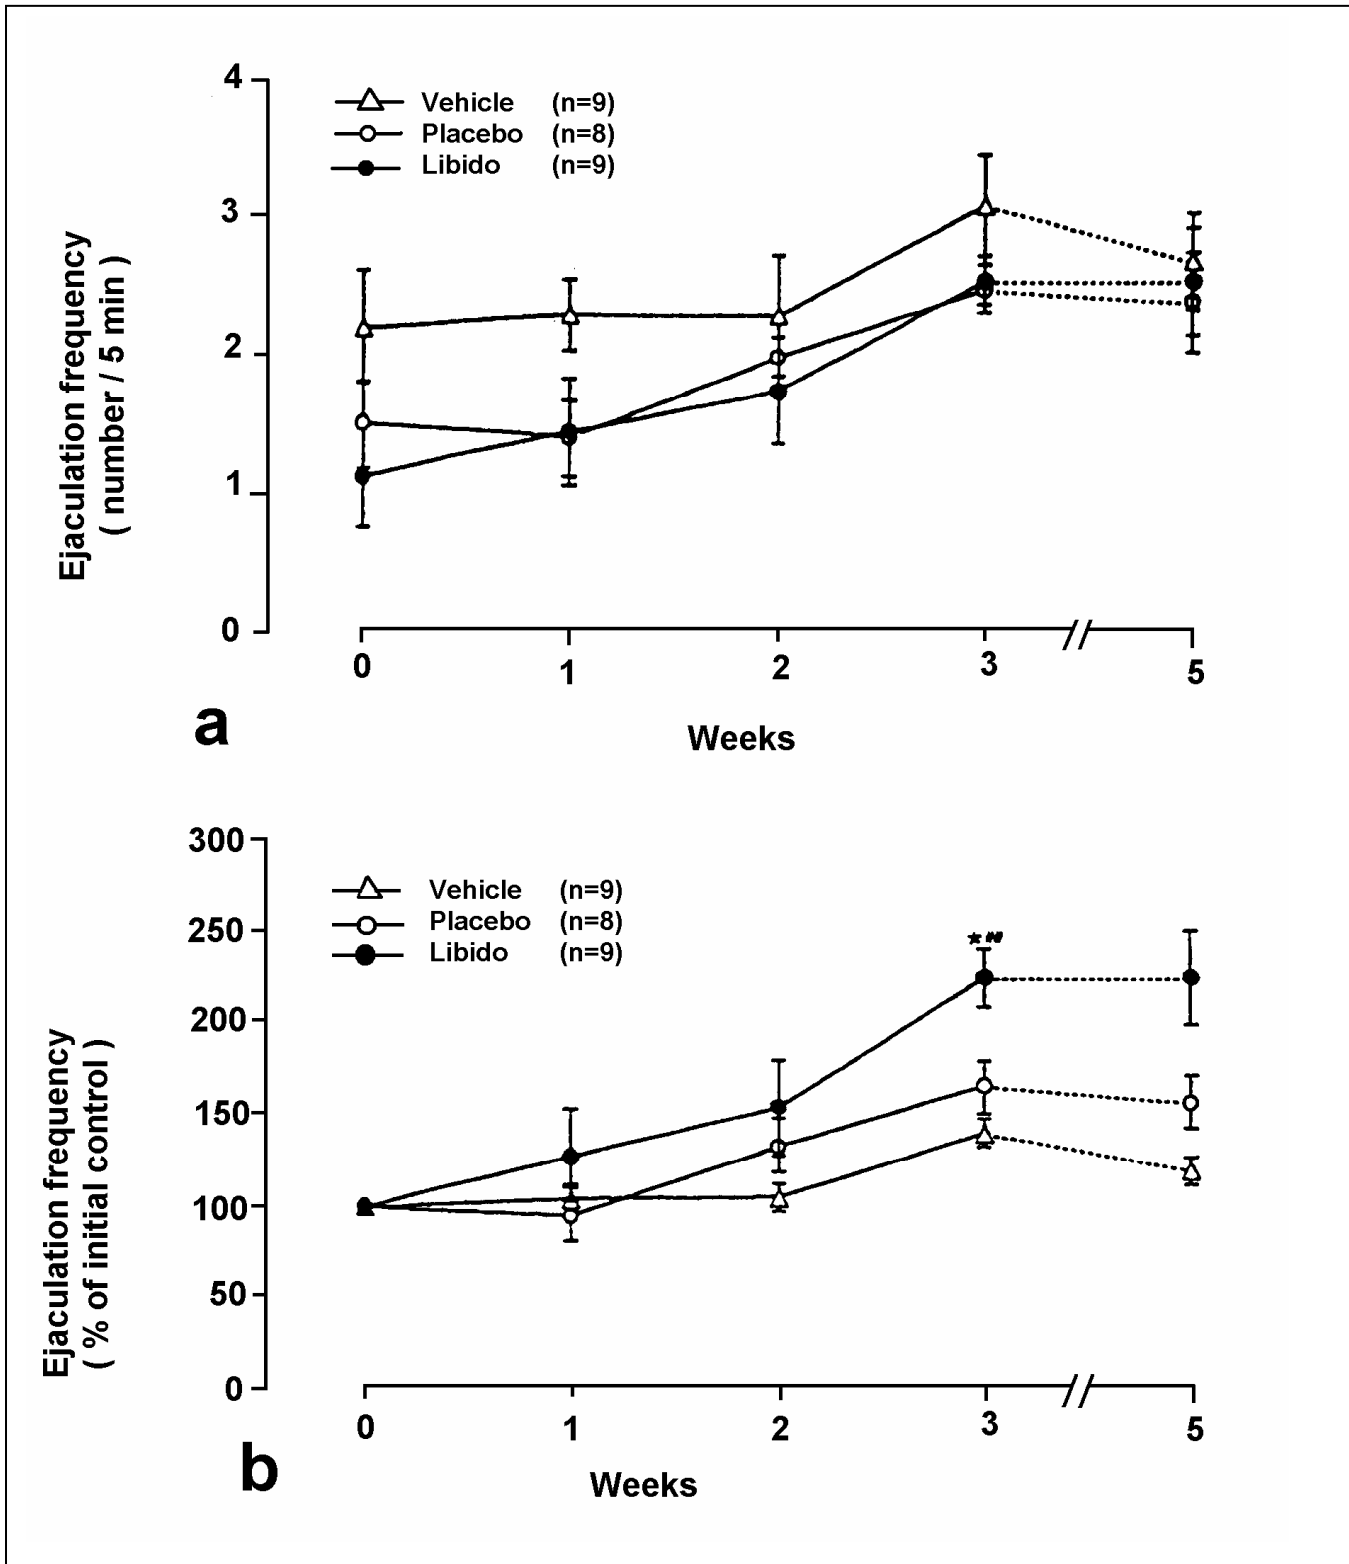 4
Vehicle (n=9)
Placebo (n=8)
Libido (n=9)
3
2
1
0
Ejaculation frequency
( number / 5 min )
0 1 2 3 5
a
Weeks
300
Vehicle (n=9)
Placebo (n=8)
Libido (n=9)
250
200
150
100
50
0
Ejaculation frequency
( % of initial control )
0 1 2 3 5
b
Weeks